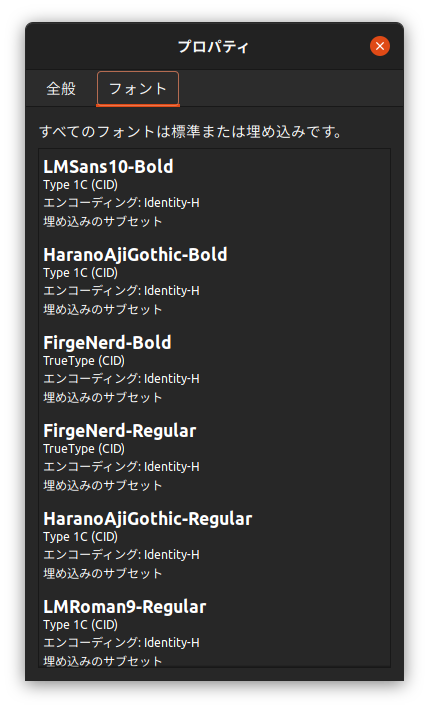 プロパティ
全般
フォント
すべてのフォントは標準または埋め込みです。
LMSans10-Bold
Type 1C (CID)
エンコーディング: Identity-H
埋め込みのサブセット
HaranoAjiGothic-Bold
Type 1C (CID)
エンコーディング: Identity-H
埋め込みのサブセット
FirgeNerd-Bold
TrueType (CID)
エンコーディング: Identity-H
埋め込みのサブセット
FirgeNerd-Regular
TrueType (CID)
エンコーディング: Identity-H
埋め込みのサブセット
HaranoAjiGothic-Regular
Type 1C (CID)
エンコーディング: Identity-H
埋め込みのサブセット
LMRoman9-Regular
Type 1C (CID)
エンコーディング: Identity-H
埋め込みのサブセット